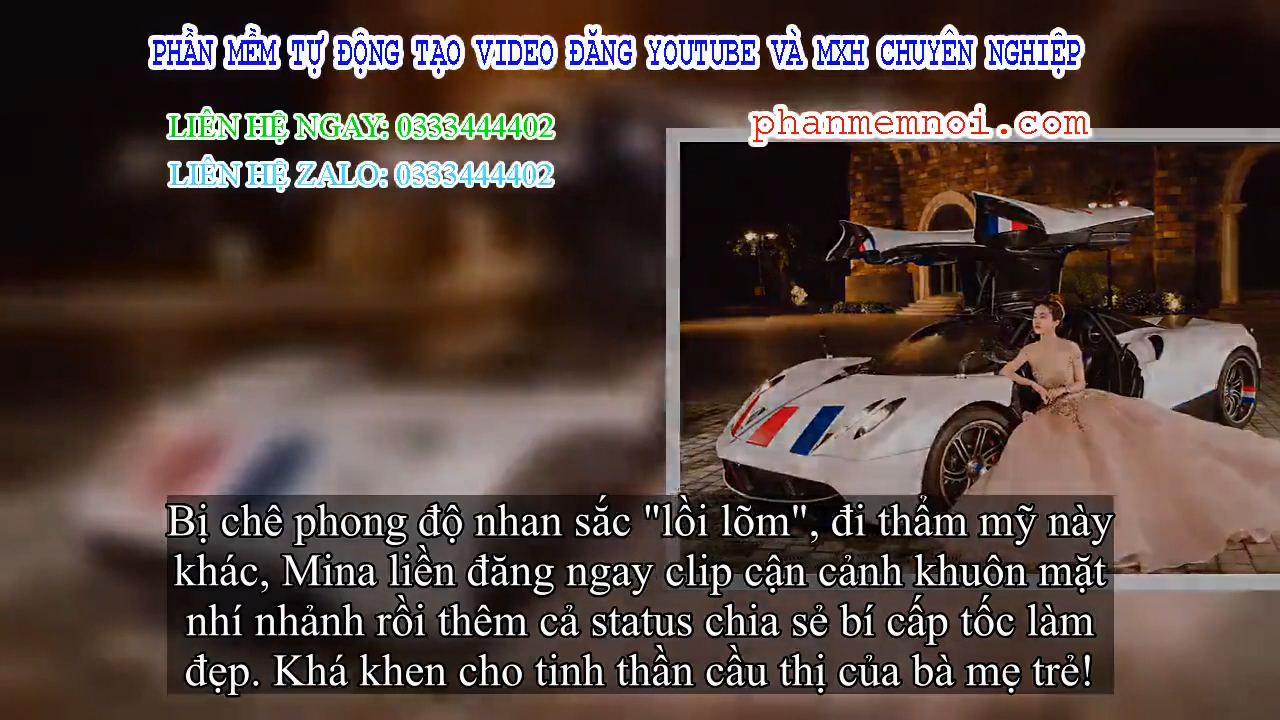 PHẦN MỀM TỰ ĐỘNG TẠO VIDEO ĐĂNG YOUTUBE VÀ MXH CHUYÊN NGHIỆP
LIÊN HỆ NGAY: 0333444402
phanmemnoi.com
LIÊN HỆ ZALO: 0333444402
Bị chê phong độ nhan sắc "lồi lõm", đi thẩm mỹ này
khác, Mina liền đăng ngay clip cận cảnh khuôn mặt
nhí nhảnh rồi thêm cả status chia sẻ bí cấp tốc làm
đẹp. Khá khen cho tinh thần cầu thị của bà mẹ trẻ!